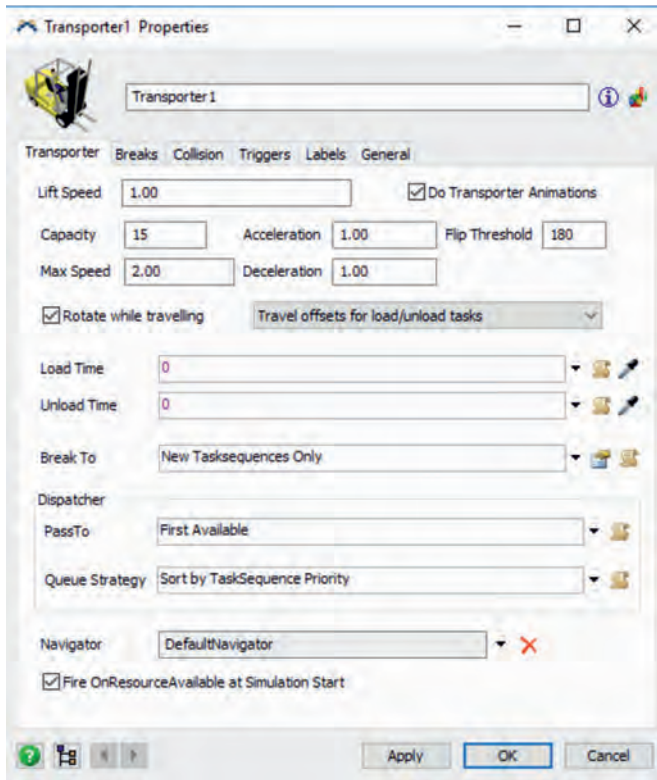 Transporter1 Properties
Transporter1
Transporter Breaks Collision Triggers Labels General
Lift Speed 1.00 Do Transporter Animations
Capacity 15 Acceleration 1.00 Flip Threshold 180
Max Speed 2.00 Deceleration 1.00
Rotate while travelling Travel offsets for load/unload tasks
Load Time 0
Unload Time 0
Break To New Tasksequences Only
Dispatcher
PassTo First Available
Queue Strategy Sort by TaskSequence Priority
Navigator DefaultNavigator
Fire OnResourceAvailable at Simulation Start
Apply OK Cancel